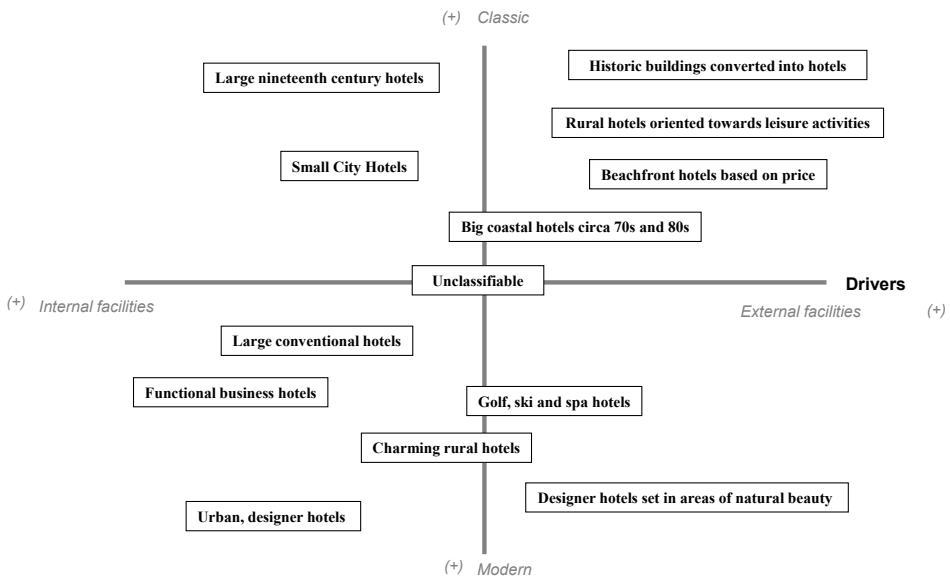 (+) Classic
Historic buildings converted into hotels
Large nineteenth century hotels
Rural hotels oriented towards leisure activities
Small City Hotels
Beachfront hotels based on price
Big coastal hotels circa 70s and 80s
Unclassifiable
Drivers
(+) Internal facilities
External facilities (+)
Large conventional hotels
Functional business hotels
Golf, ski and spa hotels
Charming rural hotels
Designer hotels set in areas of natural beauty
Urban, designer hotels
(+) Modern